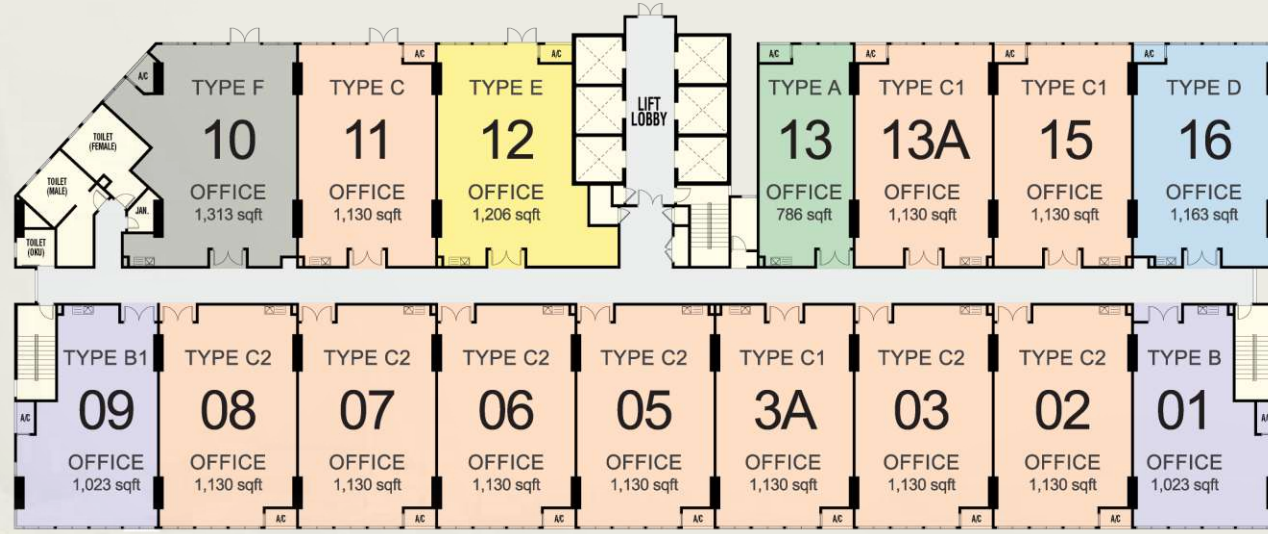 A/C
TYPE F
10
OFFICE
1,313 sqft
A/C
TYPE C
11
OFFICE
1,130 sqft
A/C
TYPE E
12
OFFICE
1,206 sqft
LIFT
LOBBY
A/C
TYPE A
13
OFFICE
786 sqft
A/C
TYPE C1
13A
OFFICE
1,130 sqft
A/C
TYPE C1
15
OFFICE
1,130 sqft
A/C
TYPE D
16
OFFICE
1,163 sqft
TOILET
(FEMALE)
TOILET
(MALE)
JAN.
TOILET
(OKU)
TYPE B1
09
OFFICE
1,023 sqft
A/C
TYPE C2
08
OFFICE
1,130 sqft
A/C
TYPE C2
07
OFFICE
1,130 sqft
A/C
TYPE C2
06
OFFICE
1,130 sqft
A/C
TYPE C2
05
OFFICE
1,130 sqft
A/C
TYPE C1
3A
OFFICE
1,130 sqft
A/C
TYPE C2
03
OFFICE
1,130 sqft
A/C
TYPE C2
02
OFFICE
1,130 sqft
A/C
TYPE B
01
OFFICE
1,023 sqft